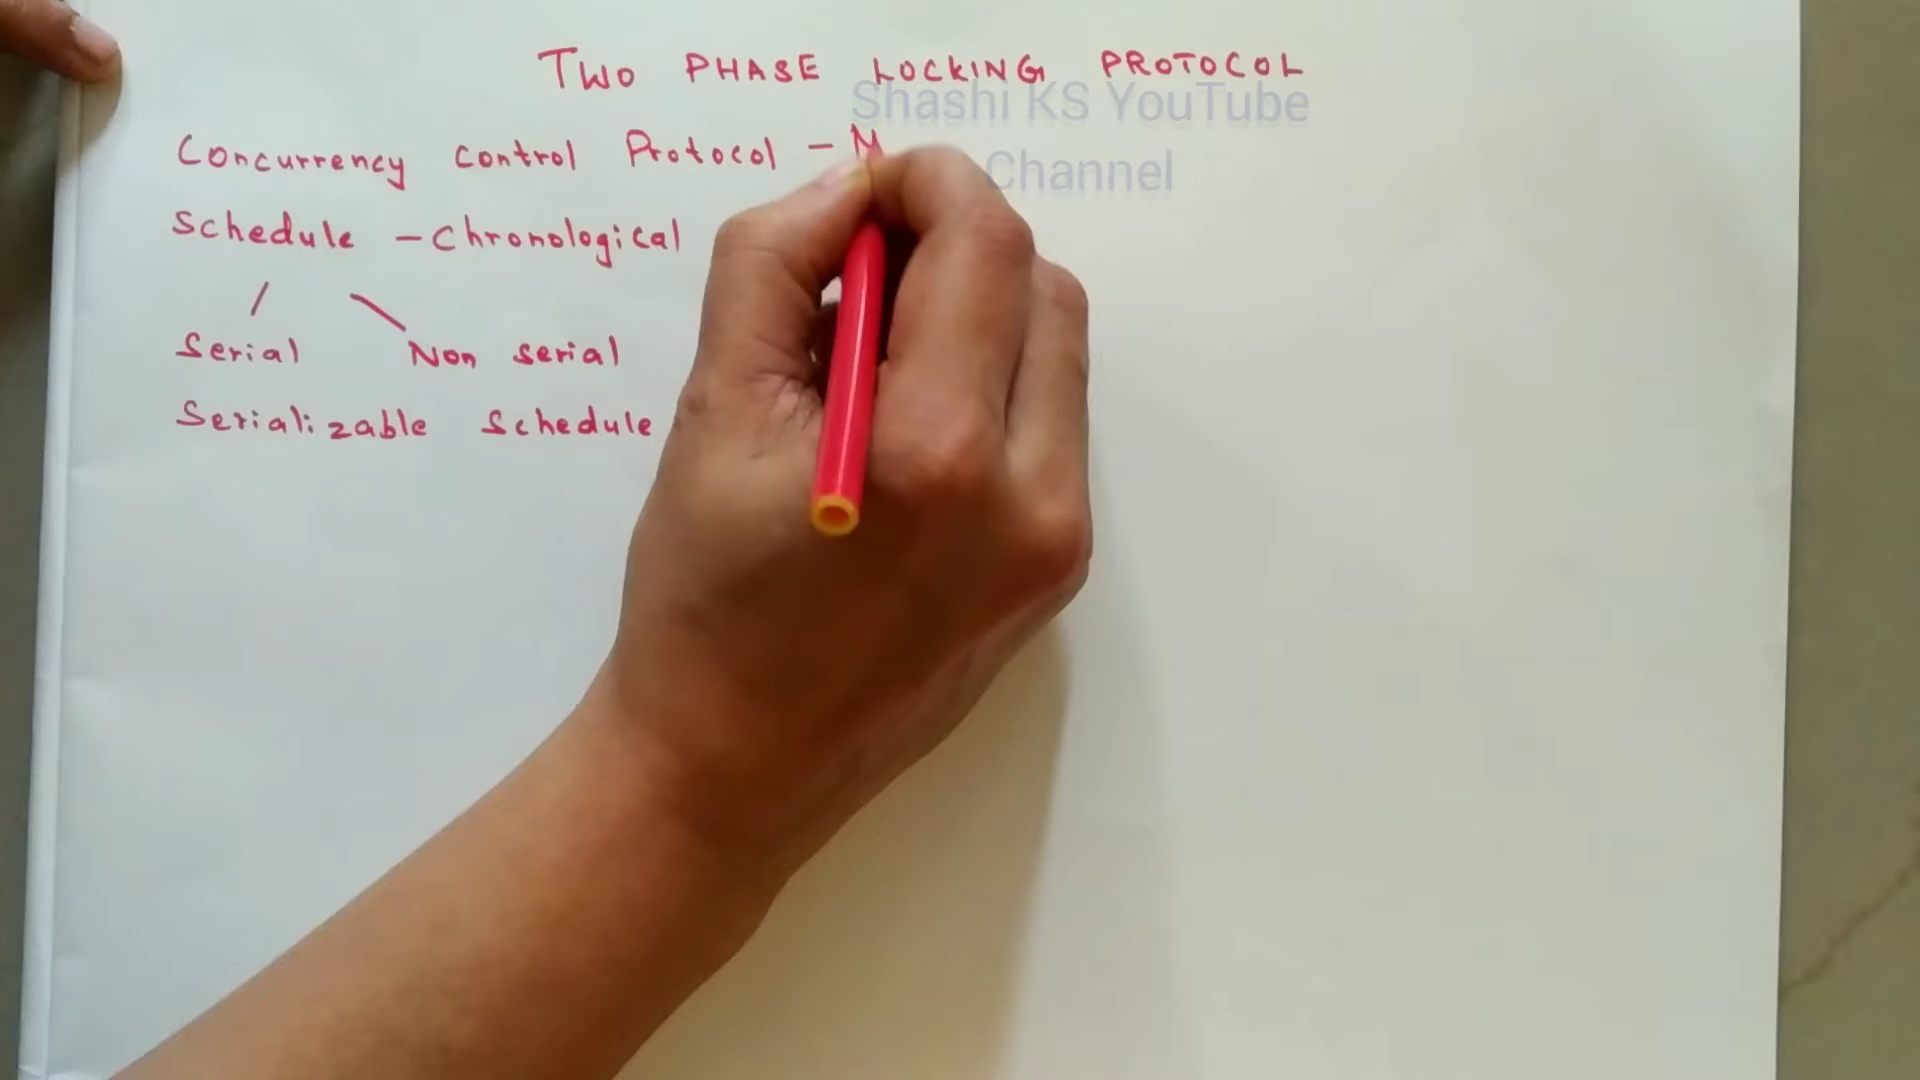 TWO PHASE LOCKING PROTOCOL
Shashi KS YouTube
Channel
Concurrency control Protocol -
Schedule - Chronological
Serial Non serial
Serializable Schedule